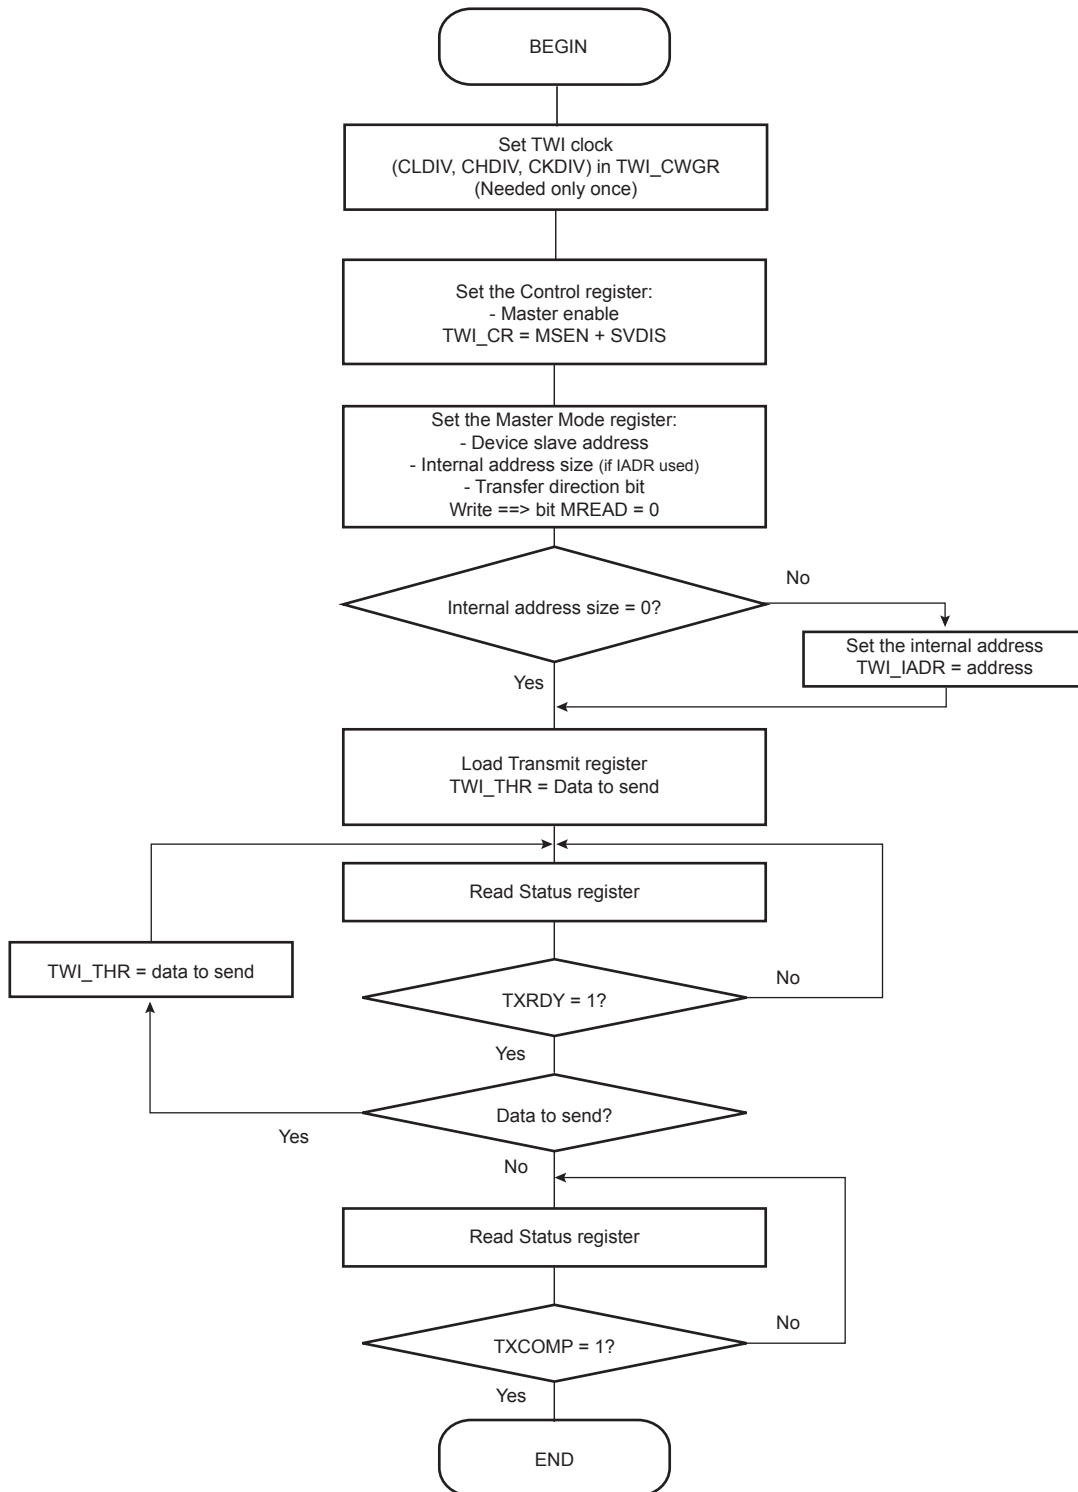 BEGIN
Set TWI clock
(CLDIV, CHDIV, CKDIV) in TWI_CWGR
(Needed only once)
Set the Control register:
- Master enable
TWI_CR = MSEN + SVDIS
Set the Master Mode register:
- Device slave address
- Internal address size (if IADR used)
- Transfer direction bit
Write ==> bit MREAD = 0
No
Internal address size = 0?
Set the internal address
TWI_IADR = address
Yes
Load Transmit register
TWI_THR = Data to send
Read Status register
TWI_THR = data to send
No
TXRDY = 1?
Yes
Data to send?
Yes
No
Read Status register
No
TXCOMP = 1?
Yes
END